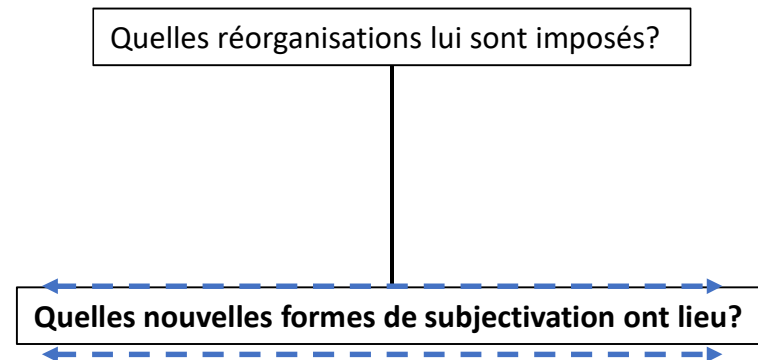 Quelles réorganisations lui sont imposés?
Quelles nouvelles formes de subjectivation ont lieu?